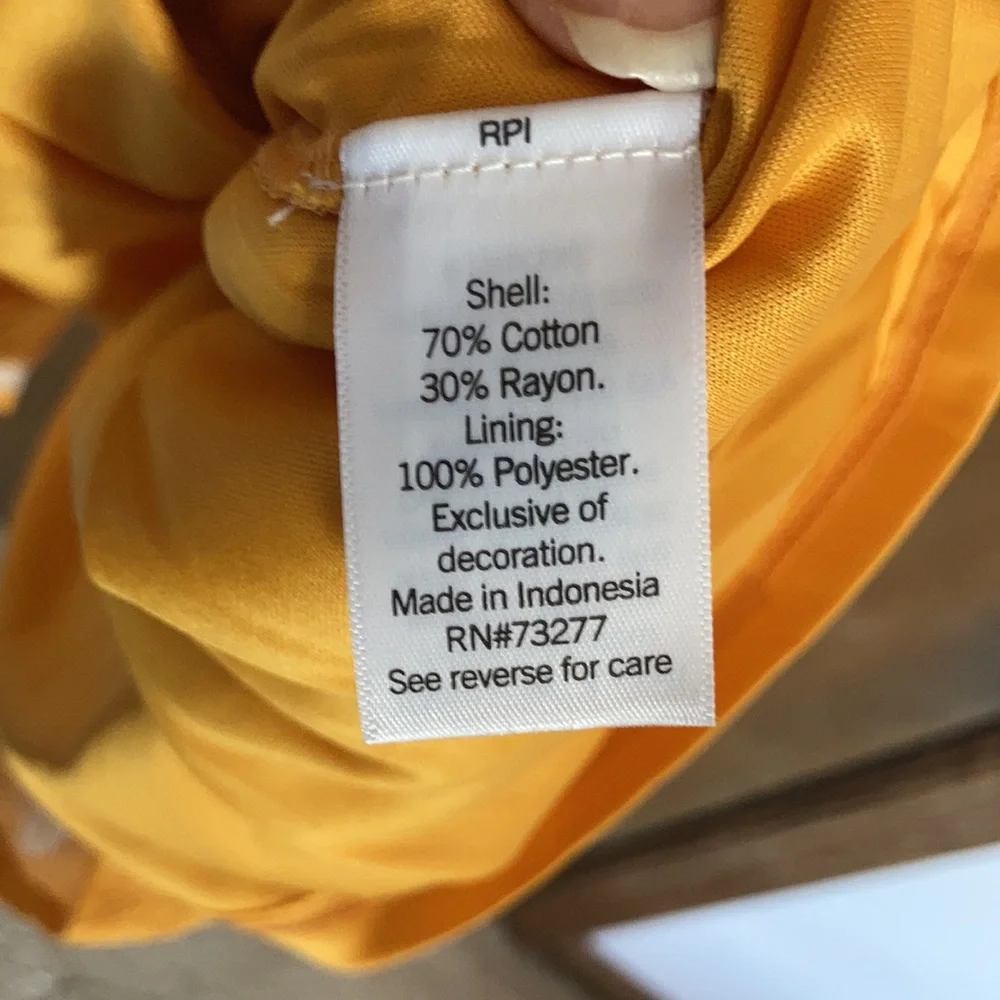 RPI
Shell:
70% Cotton
30% Rayon.
Lining:
100% Polyester.
Exclusive of
decoration.
Made in Indonesia
RN#73277
See reverse for care